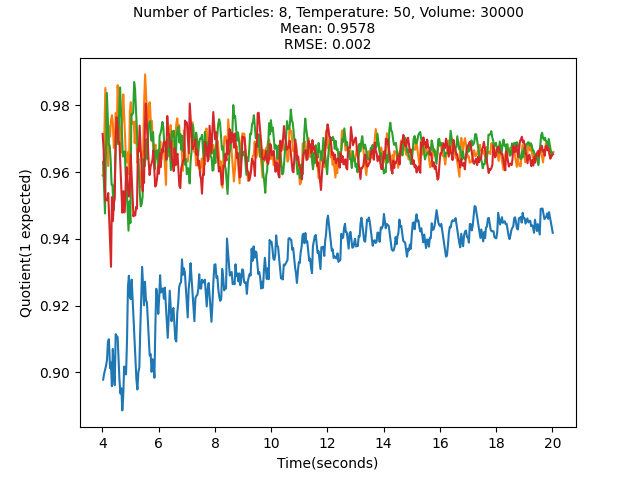 Number of Particles: 8, Temperature: 50, Volume: 30000
Mean: 0.9578
RMSE: 0.002
Quotient(1 expected)
0.98
0.96
0.94
0.92
0.90
4 6 8 10 12 14 16 18 20
Time(seconds)